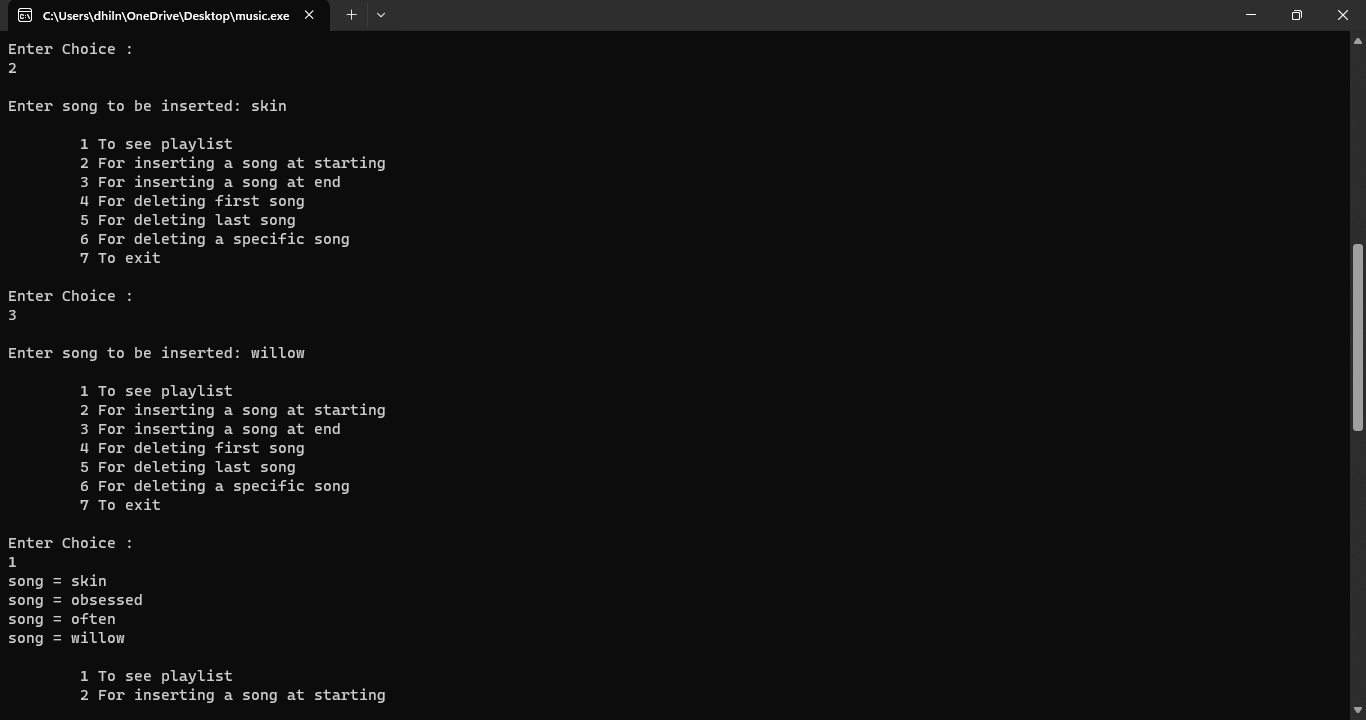 C:\Users\dhiln\OneDrive\Desktop\music.exe
Enter Choice :
2
Enter song to be inserted: skin
1 To see playlist
2 For inserting a song at starting
3 For inserting a song at end
4 For deleting first song
5 For deleting last song
6 For deleting a specific song
7 To exit
Enter Choice :
3
Enter song to be inserted: willow
1 To see playlist
2 For inserting a song at starting
3 For inserting a song at end
4 For deleting first song
5 For deleting last song
6 For deleting a specific song
7 To exit
Enter Choice :
1
song = skin
song = obsessed
song = often
song = willow
1 To see playlist
2 For inserting a song at starting